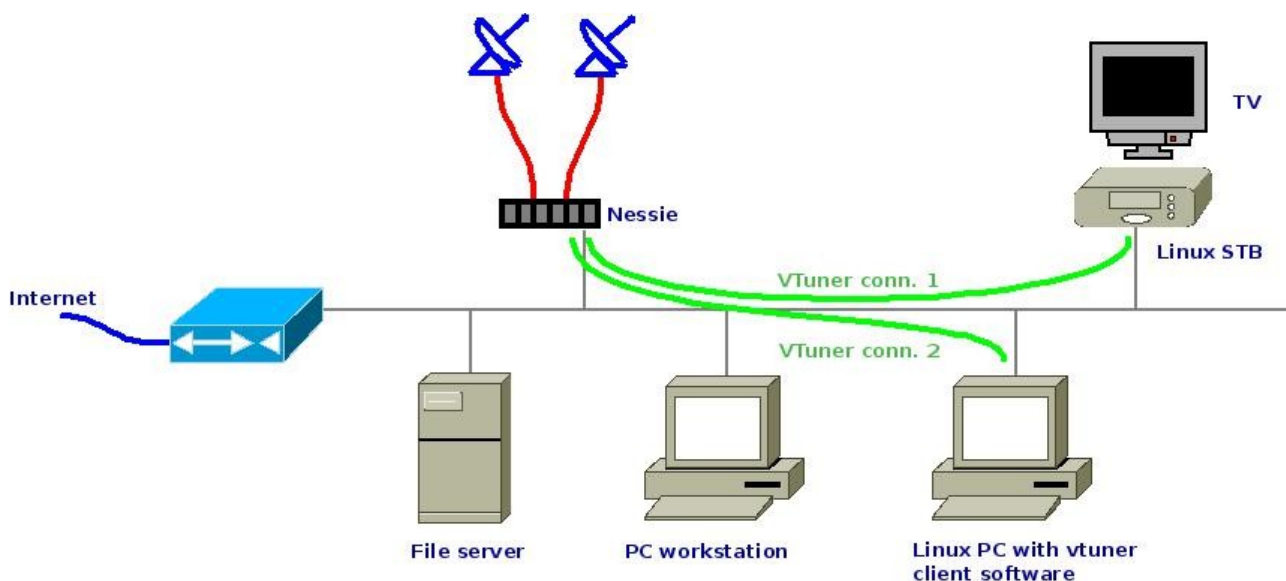 TV
Nessie
Linux STB
VTuner conn. 1
Internet
VTuner conn. 2
File server
PC workstation
Linux PC with vtuner
client software